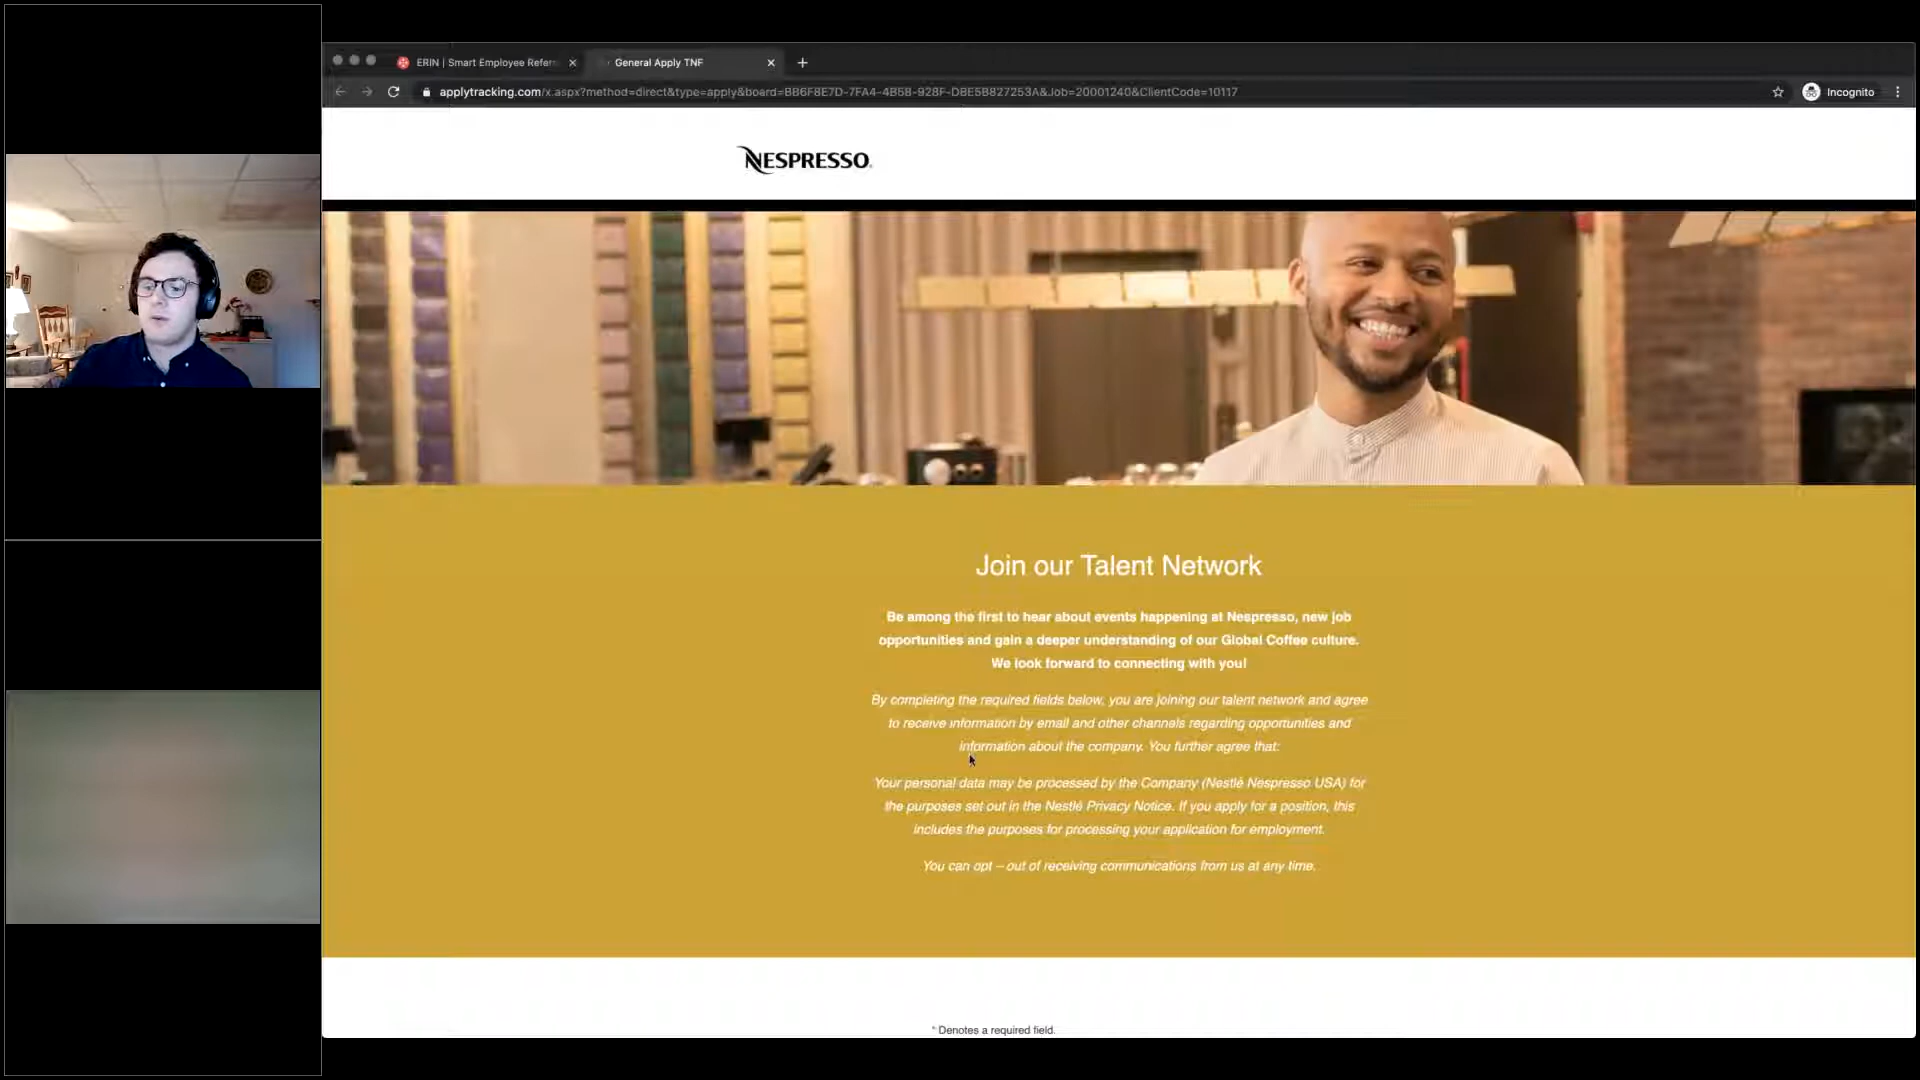 ERIN | Smart Employee Refer
General Apply TNF
applytracking.com/x.aspx?method=direct&type=apply&board=BB6F8E7D-7FA4-4B5B-928F-DBE5B827253A&Job=20001240&ClientCode=10117
Incognito
NESPRESSO
Join our Talent Network
Be among the first to hear about events happening at Nespresso, new job
opportunities and gain a deeper understanding of our Global Coffee culture.
We look forward to connecting with you!
By completing the required fields below, you are joining our talent network and agree
to receive information by email and other channels regarding opportunities and
information about the company. You further agree that:
Your personal data may be processed by the Company (Nestlé Nespresso USA) for
the purposes set out in the Nestlé Privacy Notice. If you apply for a position, this
includes the purposes for processing your application for employment.
You can opt – out of receiving communications from us at any time.
* Denotes a required field.